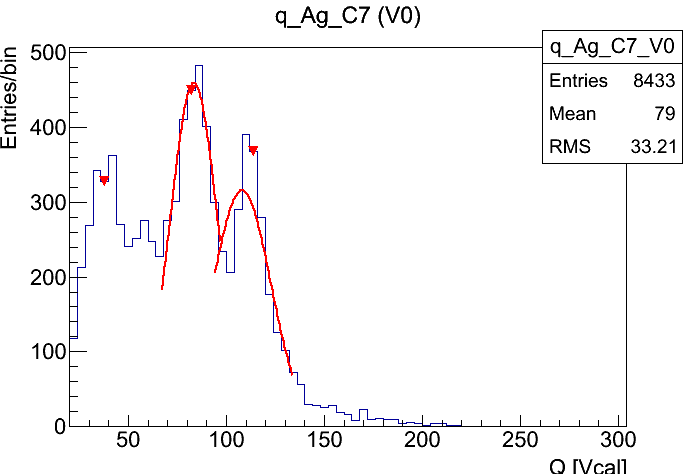 q_Ag_C7 (V0)
q_Ag_C7_V0
Entries 8433
Mean 79
RMS 33.21
Entries/bin
500
400
300
200
100
0
50 100 150 200 250 300
Q [Vcal]